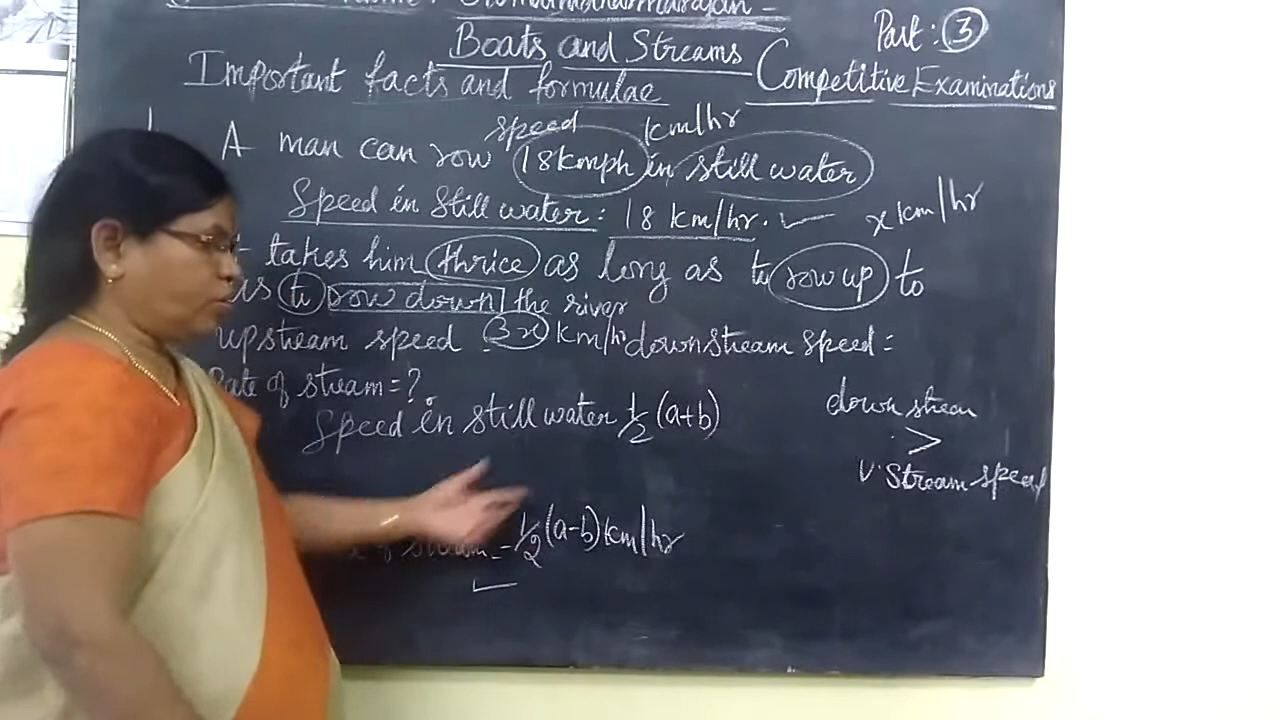 Boats and Streams
Part: 3
Important facts and formulae
Competitive Examinations
speed km/hr
A man can row 18kmph in still water
Speed in still water: 18 km/hr.
x km/hr
takes him thrice as long as to row up to
to row down the river
upstream speed = 3x km/hr downstream speed =
Rate of stream = ?
Speed in still water 1/2 (a+b)
down stream
>
U. Stream speed
of stream = 1/2 (a-b) km/hr